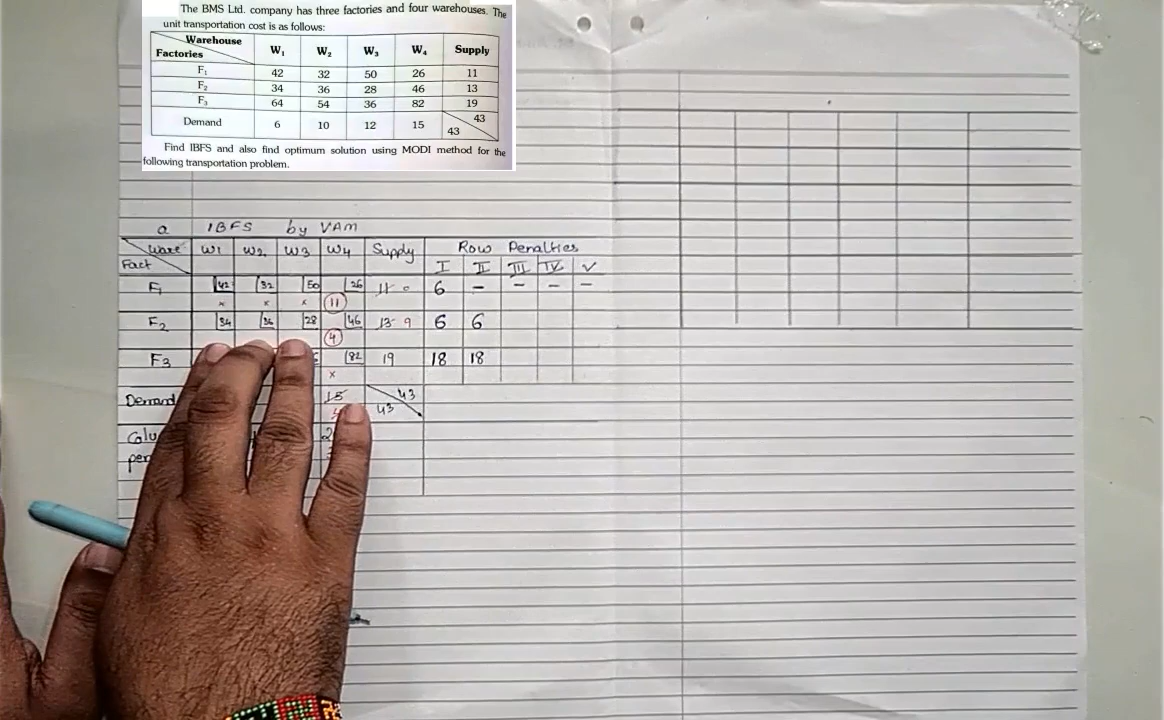 The BMS Ltd. company has three factories and four warehouses. The
unit transportation cost is as follows:
Warehouse
Factories W₁ W₂ W₃ W₄ Supply
F₁ 42 32 50 26 11
F₂ 34 36 28 46 13
F₃ 64 54 36 82 19
Demand 6 10 12 15 43 43
Find IBFS and also find optimum solution using MODI method for the
following transportation problem.
a IBFS by VAM
Ware W1 W2 W3 W4 Supply Row Penalties
Fact I II III IV V
F1 42 32 50 26 11 0 6 - - - -
x x x 11
F2 34 36 28 46 13 9 6 6
4
F3 82 19 18 18
x
Demand 15 43
43
Colu
pen